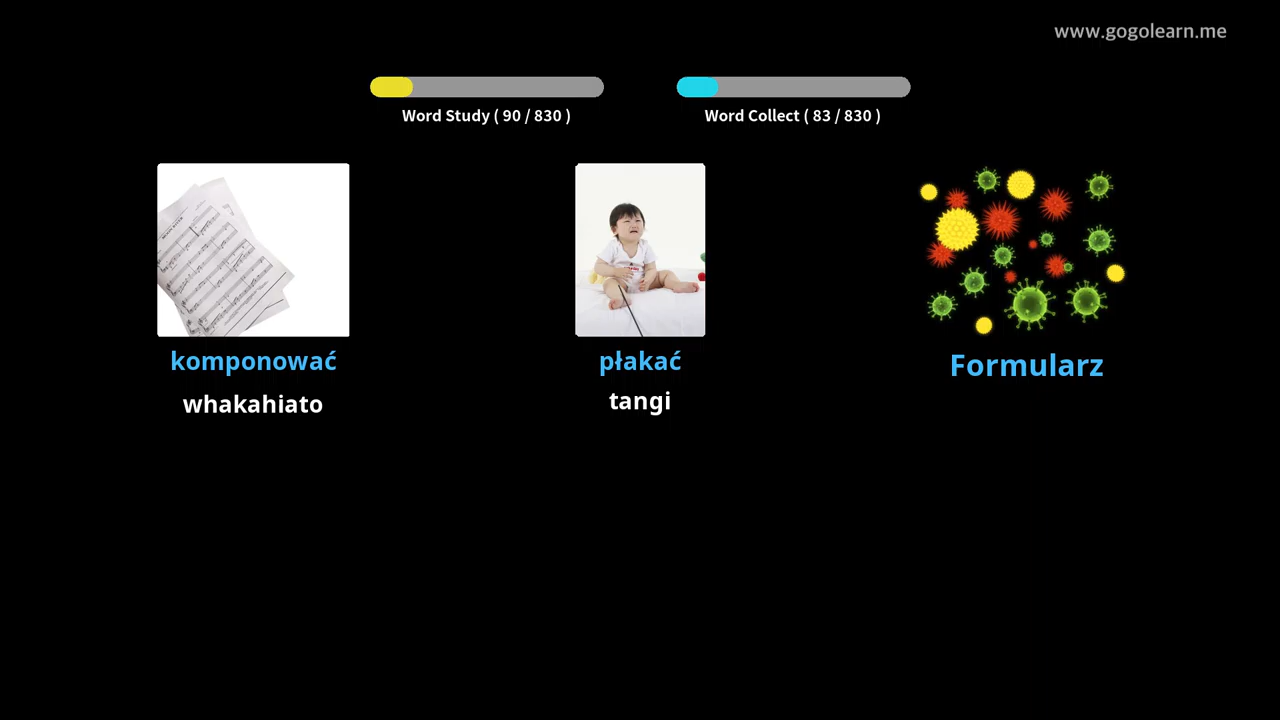 www.gogolearn.me
Word Study ( 90 / 830 )
Word Collect ( 83 / 830 )
komponować
płakać
Formularz
whakahiato
tangi